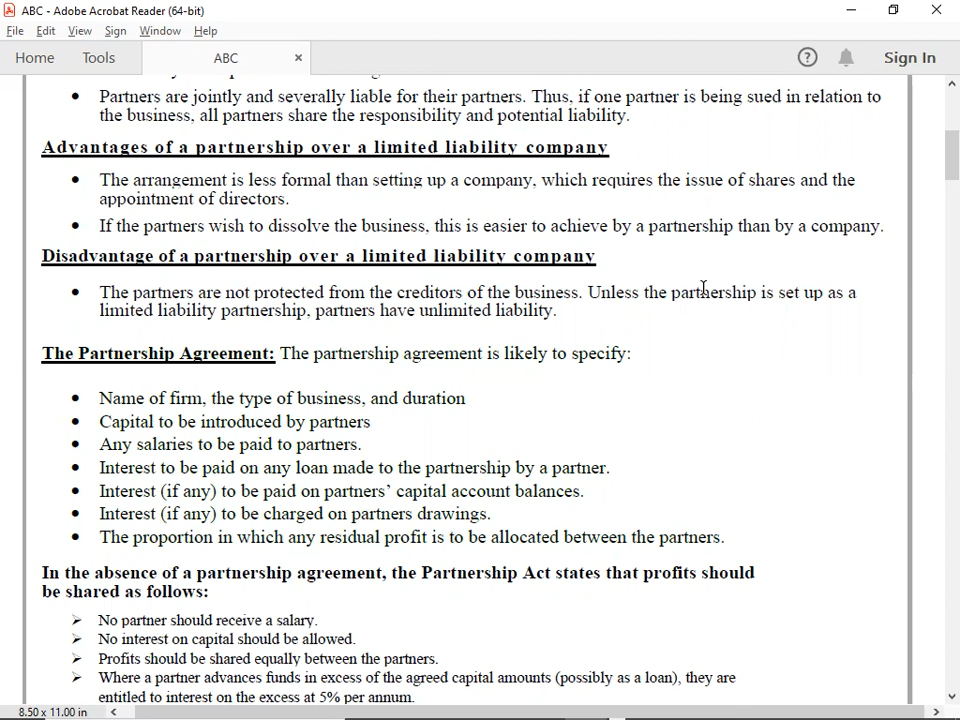 ABC - Adobe Acrobat Reader (64-bit)
File Edit View Sign Window Help
Home Tools ABC × ? Sign In
• Partners are jointly and severally liable for their partners. Thus, if one partner is being sued in relation to
the business, all partners share the responsibility and potential liability.
Advantages of a partnership over a limited liability company
• The arrangement is less formal than setting up a company, which requires the issue of shares and the
appointment of directors.
• If the partners wish to dissolve the business, this is easier to achieve by a partnership than by a company.
Disadvantage of a partnership over a limited liability company
• The partners are not protected from the creditors of the business. Unless the partnership is set up as a
limited liability partnership, partners have unlimited liability.
The Partnership Agreement: The partnership agreement is likely to specify:
• Name of firm, the type of business, and duration
• Capital to be introduced by partners
• Any salaries to be paid to partners.
• Interest to be paid on any loan made to the partnership by a partner.
• Interest (if any) to be paid on partners’ capital account balances.
• Interest (if any) to be charged on partners drawings.
• The proportion in which any residual profit is to be allocated between the partners.
In the absence of a partnership agreement, the Partnership Act states that profits should
be shared as follows:
➢ No partner should receive a salary.
➢ No interest on capital should be allowed.
➢ Profits should be shared equally between the partners.
➢ Where a partner advances funds in excess of the agreed capital amounts (possibly as a loan), they are
entitled to interest on the excess at 5% per annum.
8.50 x 11.00 in